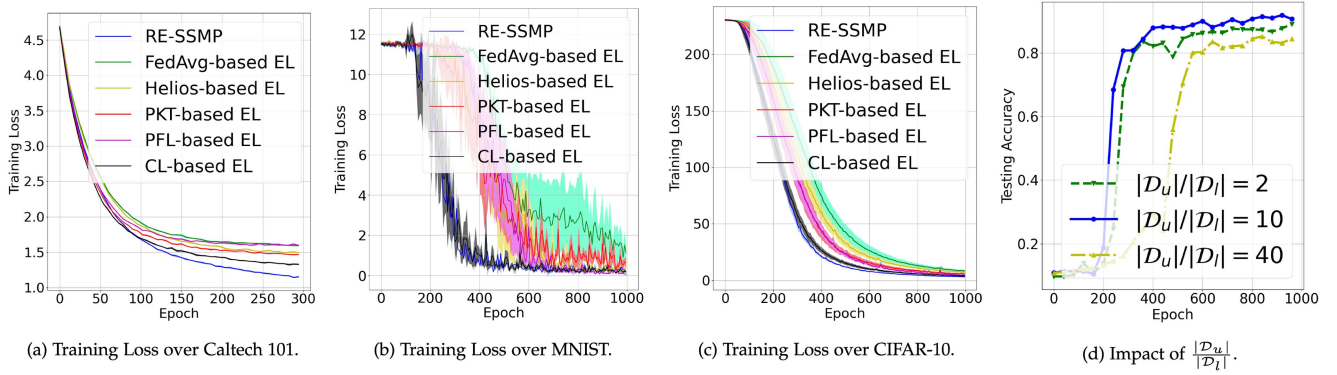 4.5
4.0
3.5
3.0
2.5
2.0
1.5
1.0
Training Loss
RE-SSMP
FedAvg-based EL
Helios-based EL
PKT-based EL
PFL-based EL
CL-based EL
0 50 100 150 200 250 300
Epoch
(a) Training Loss over Caltech 101.
12
10
8
6
4
2
0
Training Loss
RE-SSMP
FedAvg-based EL
Helios-based EL
PKT-based EL
PFL-based EL
CL-based EL
0 200 400 600 800 1000
Epoch
(b) Training Loss over MNIST.
200
150
100
50
0
Training Loss
RE-SSMP
FedAvg-based EL
Helios-based EL
PKT-based EL
PFL-based EL
CL-based EL
0 200 400 600 800 1000
Epoch
(c) Training Loss over CIFAR-10.
0.8
0.6
0.4
0.2
Testing Accuracy
|𝒟u|/|𝒟l| = 2
|𝒟u|/|𝒟l| = 10
|𝒟u|/|𝒟l| = 40
0 200 400 600 800 1000
Epoch
(d) Impact of |𝒟u|/|𝒟l|.